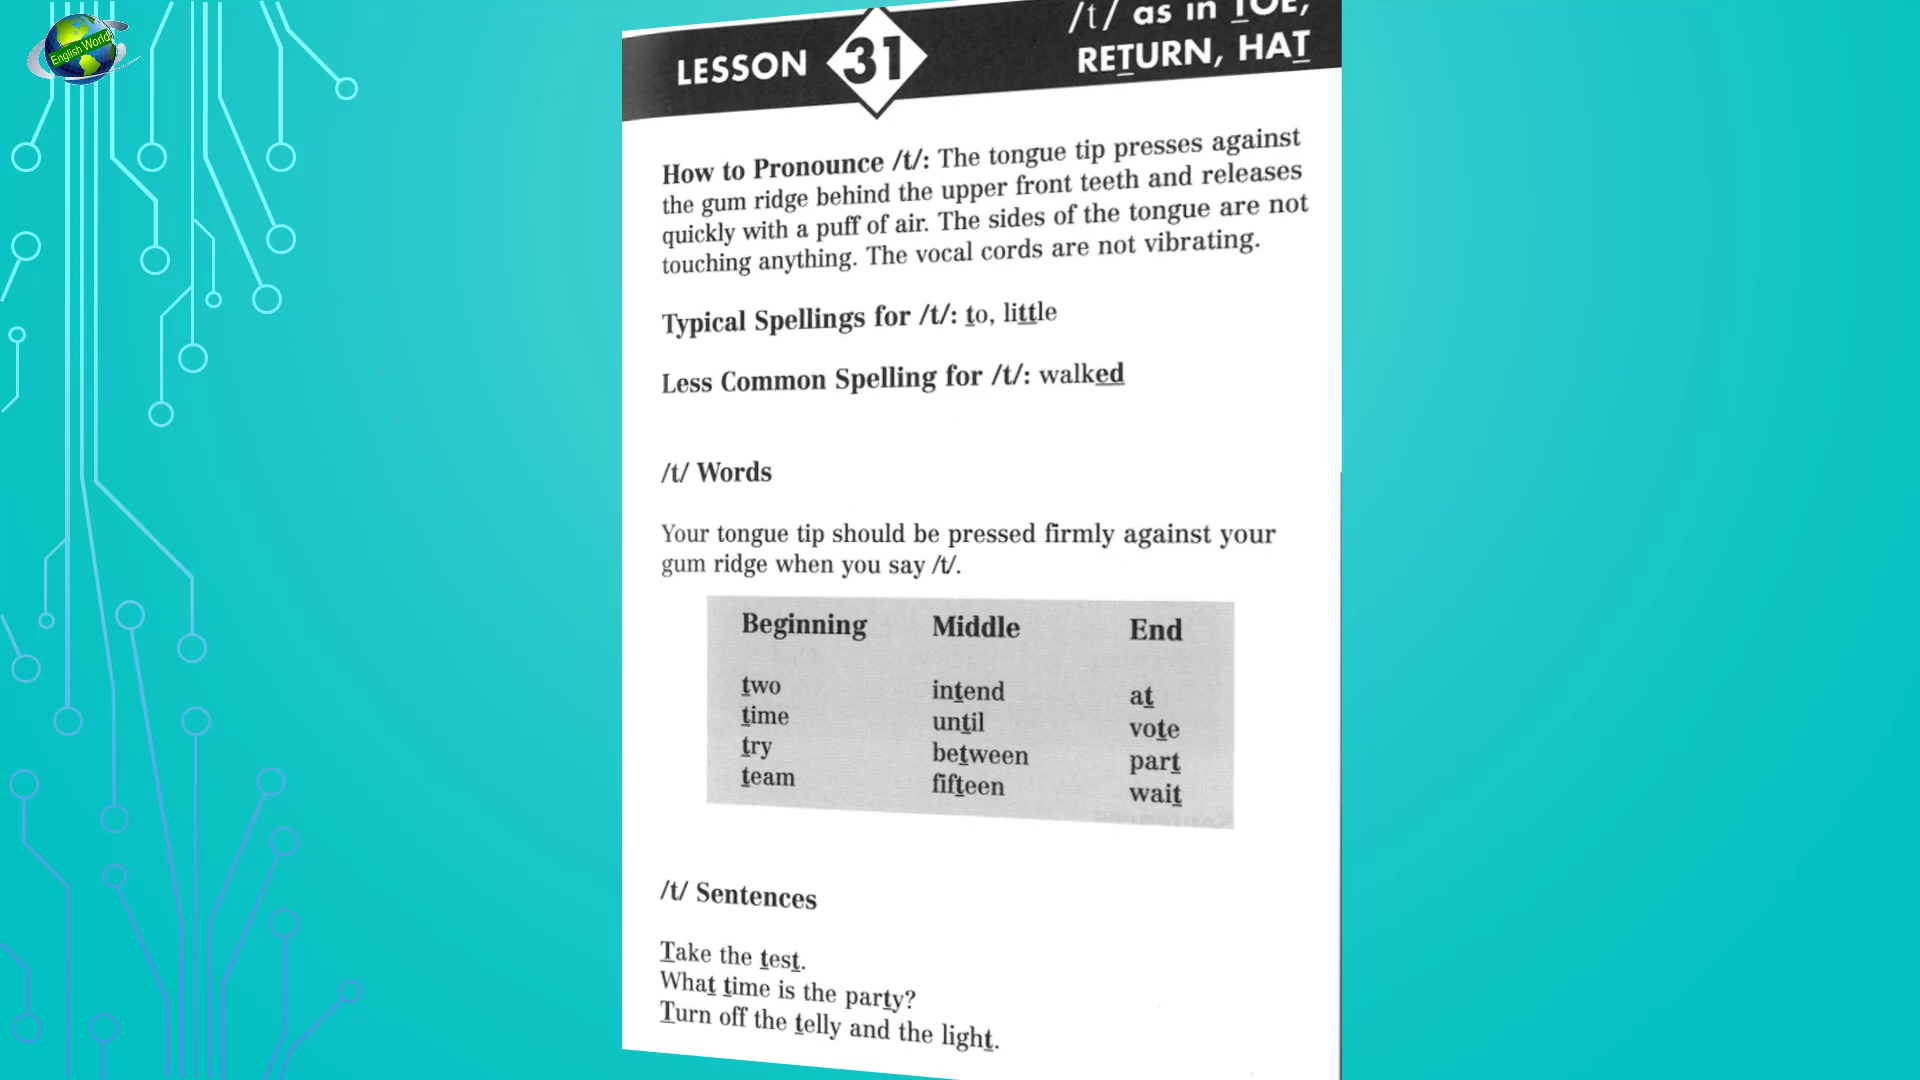 English World
LESSON 31
/t/ as in TOE,
RETURN, HAT
How to Pronounce /t/: The tongue tip presses against
the gum ridge behind the upper front teeth and releases
quickly with a puff of air. The sides of the tongue are not
touching anything. The vocal cords are not vibrating.
Typical Spellings for /t/: to, little
Less Common Spelling for /t/: walked
/t/ Words
Your tongue tip should be pressed firmly against your
gum ridge when you say /t/.
Beginning Middle End
two intend at
time until vote
try between part
team fifteen wait
/t/ Sentences
Take the test.
What time is the party?
Turn off the telly and the light.